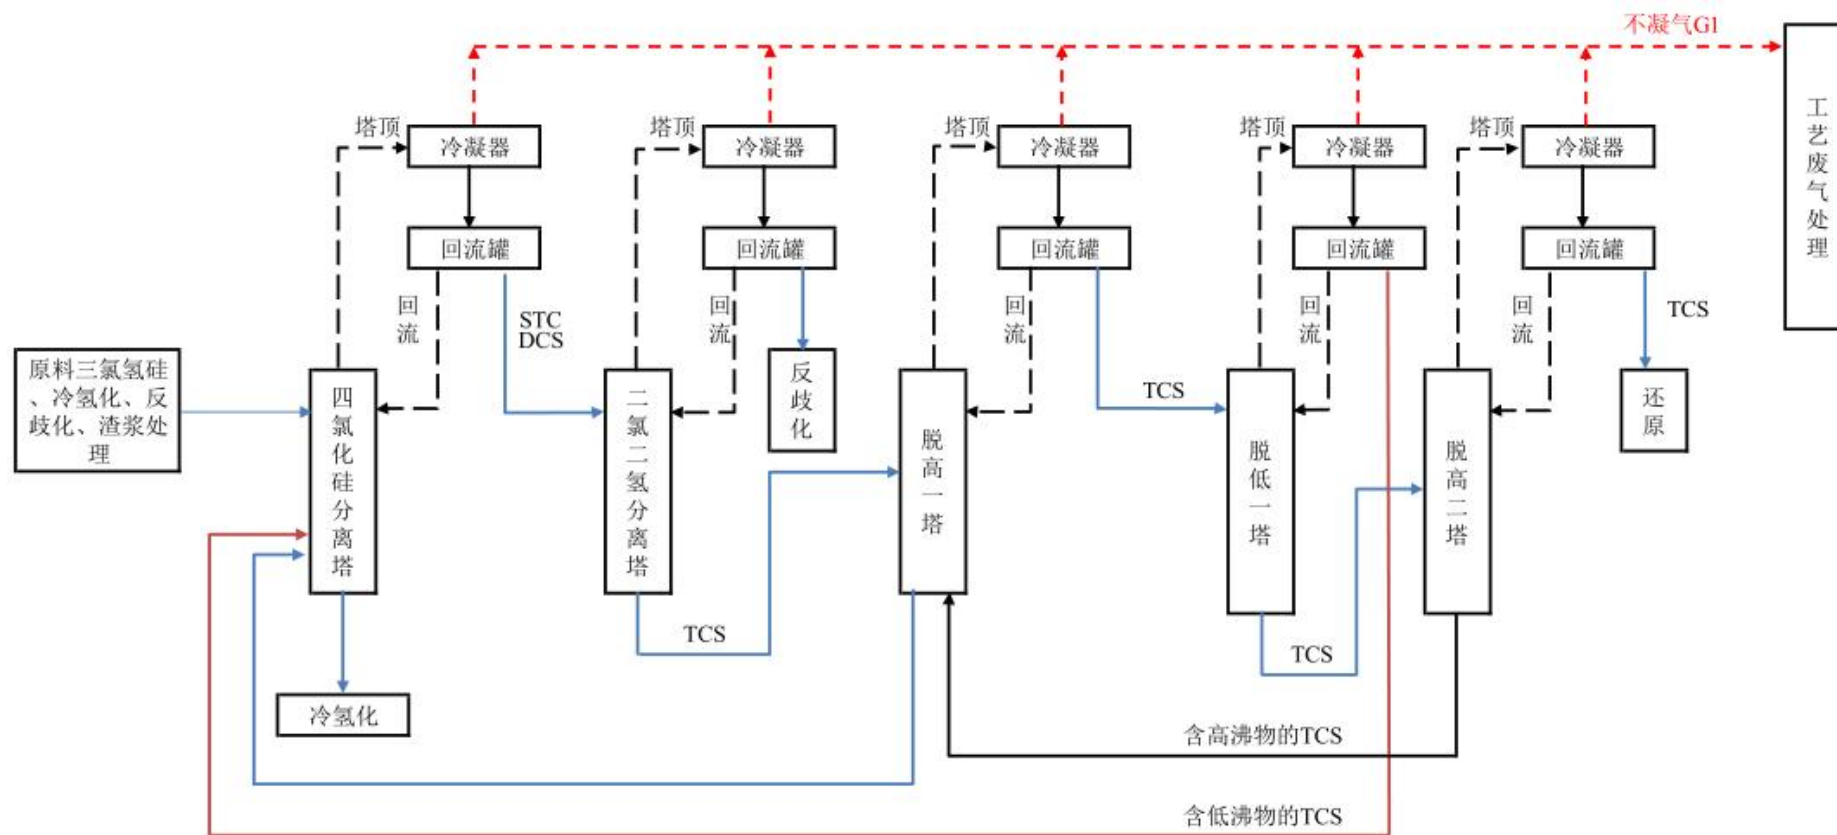 不凝气G1
塔顶
塔顶
塔顶
塔顶
塔顶
冷凝器
冷凝器
冷凝器
冷凝器
冷凝器
工艺废气处理
回流罐
回流罐
回流罐
回流罐
回流罐
回流
回流
回流
回流
回流
STC
DCS
TCS
原料三氯氢硅
、冷氢化、反
歧化、渣浆处
理
四氯化硅分离塔
二氯二氢分离塔
反歧化
脱高一塔
TCS
脱低一塔
脱高二塔
还原
TCS
TCS
冷氢化
含高沸物的TCS
含低沸物的TCS